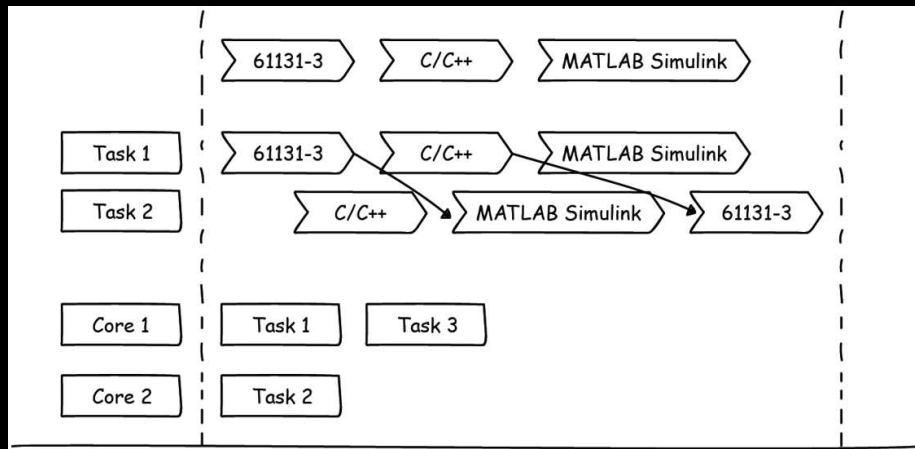 61131-3 C/C++ MATLAB Simulink
Task 1 61131-3 C/C++ MATLAB Simulink
Task 2 C/C++ MATLAB Simulink 61131-3
Core 1 Task 1 Task 3
Core 2 Task 2